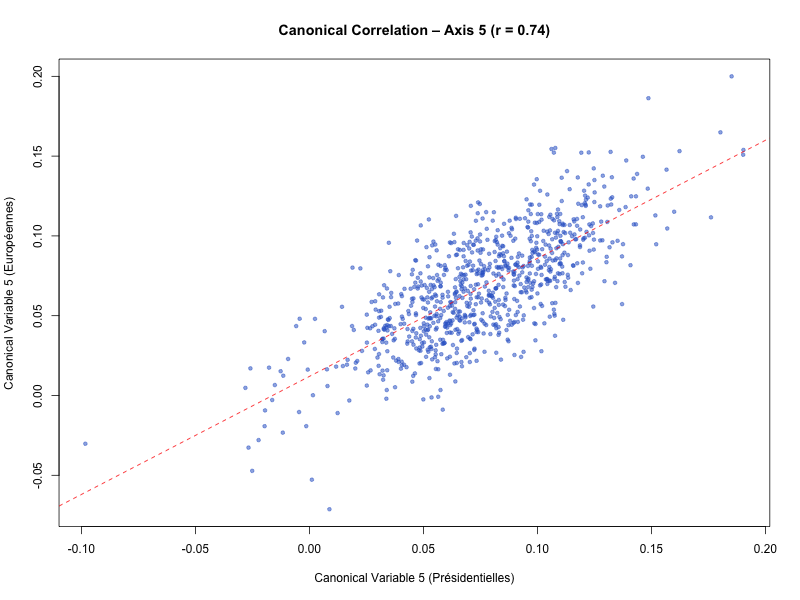 Canonical Correlation – Axis 5 (r = 0.74)
Canonical Variable 5 (Européennes)
0.20
0.15
0.10
0.05
0.00
-0.05
-0.10 -0.05 0.00 0.05 0.10 0.15 0.20
Canonical Variable 5 (Présidentielles)